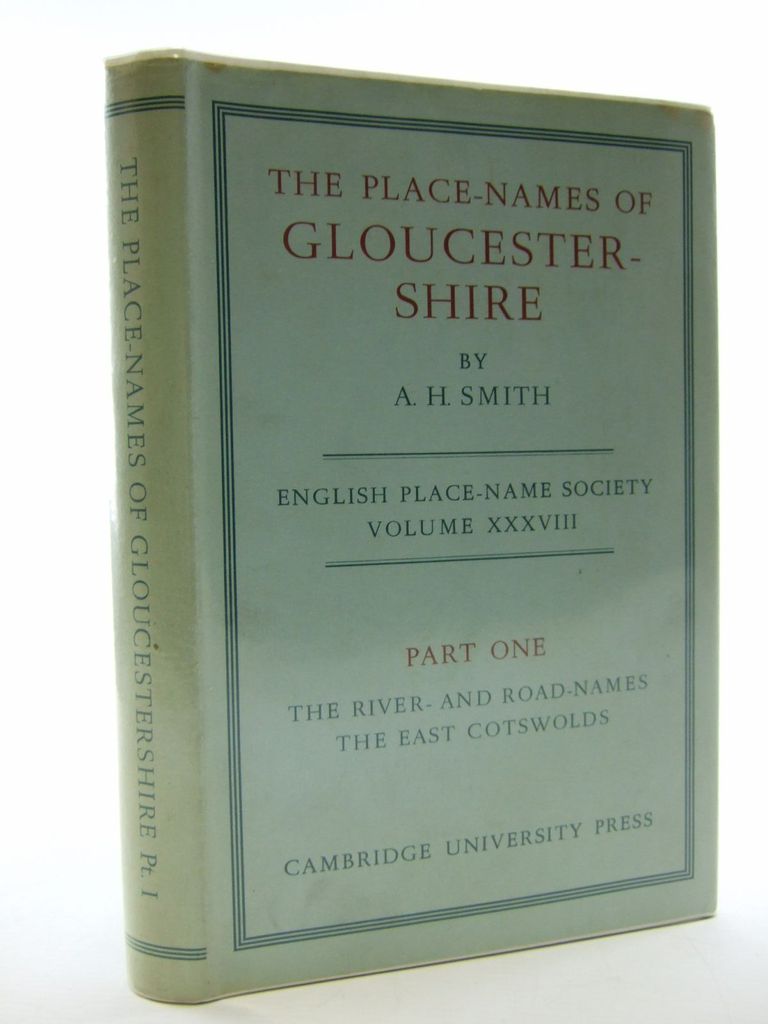 THE PLACE-NAMES OF GLOUCESTERSHIRE Pt. I
THE PLACE-NAMES OF
GLOUCESTER-
SHIRE
BY
A. H. SMITH
ENGLISH PLACE-NAME SOCIETY
VOLUME XXXVIII
PART ONE
THE RIVER- AND ROAD-NAMES
THE EAST COTSWOLDS
CAMBRIDGE UNIVERSITY PRESS